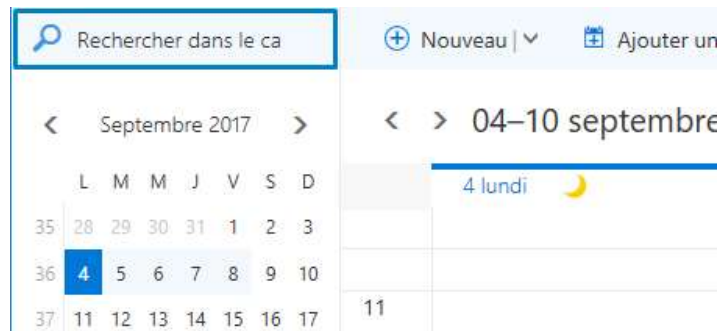 Rechercher dans le ca
Nouveau
Ajouter un
Septembre 2017
04–10 septembre
L M M J V S D
4 lundi
35 28 29 30 31 1 2 3
36 4 5 6 7 8 9 10
37 11 12 13 14 15 16 17
11